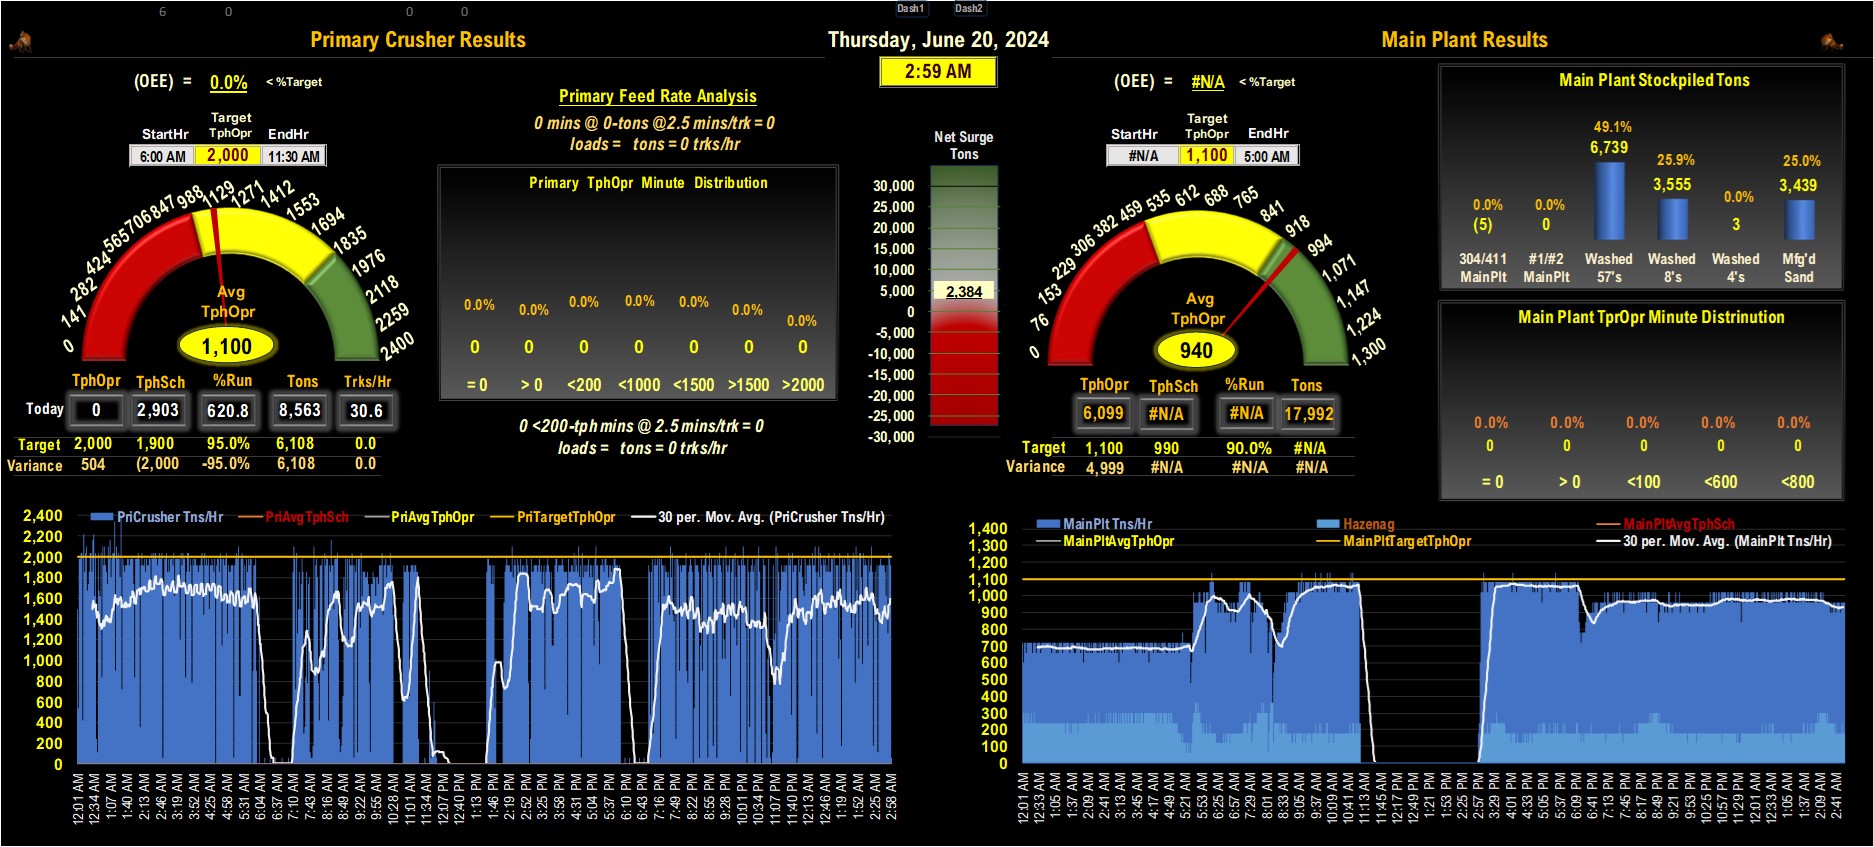 6 0 0 0 Dash1 Dash2
Primary Crusher Results
Thursday, June 20, 2024
Main Plant Results
2:59 AM
(OEE) = 0.0% < %Target
Target
StartHr TphOpr EndHr
6:00 AM 2,000 11:30 AM
0 141 282 424 565 706 847 988 1129 1271 1412 1553 1694 1835 1976 2118 2259 2400
Avg
TphOpr
1,100
TphOpr TphSch %Run Tons Trks/Hr
Today 0 2,903 620.8 8,563 30.6
Target 2,000 1,900 95.0% 6,108 0.0
Variance 504 (2,000 -95.0% 6,108 0.0
Primary Feed Rate Analysis
0 mins @ 0-tons @2.5 mins/trk = 0
loads = tons = 0 trks/hr
Primary TphOpr Minute Distribution
0.0% 0.0% 0.0% 0.0% 0.0% 0.0% 0.0%
0 0 0 0 0 0 0
= 0 > 0 <200 <1000 <1500 >1500 >2000
0 <200-tph mins @ 2.5 mins/trk = 0
loads = tons = 0 trks/hr
Net Surge
Tons
30,000
25,000
20,000
15,000
10,000
5,000
2,384
0
-5,000
-10,000
-15,000
-20,000
-25,000
-30,000
(OEE) = #N/A < %Target
Target
StartHr TphOpr EndHr
#N/A 1,100 5:00 AM
0 76 153 229 306 382 459 535 612 688 765 841 918 994 1,071 1,147 1,224 1,300
Avg
TphOpr
940
TphOpr TphSch %Run Tons
6,099 #N/A #N/A 17,992
Target 1,100 990 90.0% #N/A
Variance 4,999 #N/A #N/A #N/A
Main Plant Stockpiled Tons
0.0% 0.0% 49.1% 25.9% 0.0% 25.0%
(5) 0 6,739 3,555 3 3,439
304/411 #1/#2 Washed Washed Washed Mfg'd
MainPlt MainPlt 57's 8's 4's Sand
Main Plant TprOpr Minute Distrinution
0.0% 0.0% 0.0% 0.0% 0.0%
0 0 0 0 0
= 0 > 0 <100 <600 <800
PriCrusher Tns/Hr PriAvgTphSch PriAvgTphOpr PriTargetTphOpr 30 per. Mov. Avg. (PriCrusher Tns/Hr)
2,400
2,200
2,000
1,800
1,600
1,400
1,200
1,000
800
600
400
200
0
12:01 AM 12:34 AM 1:07 AM 1:40 AM 2:13 AM 2:46 AM 3:19 AM 3:52 AM 4:25 AM 4:58 AM 5:31 AM 6:04 AM 6:37 AM 7:10 AM 7:43 AM 8:16 AM 8:49 AM 9:22 AM 9:55 AM 10:28 AM 11:01 AM 11:34 AM 12:07 PM 12:40 PM 1:13 PM 1:46 PM 2:19 PM 2:52 PM 3:25 PM 3:58 PM 4:31 PM 5:04 PM 5:37 PM 6:10 PM 6:43 PM 7:16 PM 7:49 PM 8:22 PM 8:55 PM 9:28 PM 10:01 PM 10:34 PM 11:07 PM 11:40 PM 12:13 AM 12:46 AM 1:19 AM 1:52 AM 2:25 AM 2:58 AM
MainPlt Tns/Hr Hazenag MainPltAvgTphSch
MainPltAvgTphOpr MainPltTargetTphOpr 30 per. Mov. Avg. (MainPlt Tns/Hr)
1,400
1,300
1,200
1,100
1,000
900
800
700
600
500
400
300
200
100
0
12:01 AM 12:33 AM 1:05 AM 1:37 AM 2:09 AM 2:41 AM 3:13 AM 3:45 AM 4:17 AM 4:49 AM 5:21 AM 5:53 AM 6:25 AM 6:57 AM 7:29 AM 8:01 AM 8:33 AM 9:05 AM 9:37 AM 10:09 AM 10:41 AM 11:13 AM 11:45 AM 12:17 PM 12:49 PM 1:21 PM 1:53 PM 2:25 PM 2:57 PM 3:29 PM 4:01 PM 4:33 PM 5:05 PM 5:37 PM 6:09 PM 6:41 PM 7:13 PM 7:45 PM 8:17 PM 8:49 PM 9:21 PM 9:53 PM 10:25 PM 10:57 PM 11:29 PM 12:01 AM 12:33 AM 1:05 AM 1:37 AM 2:09 AM 2:41 AM